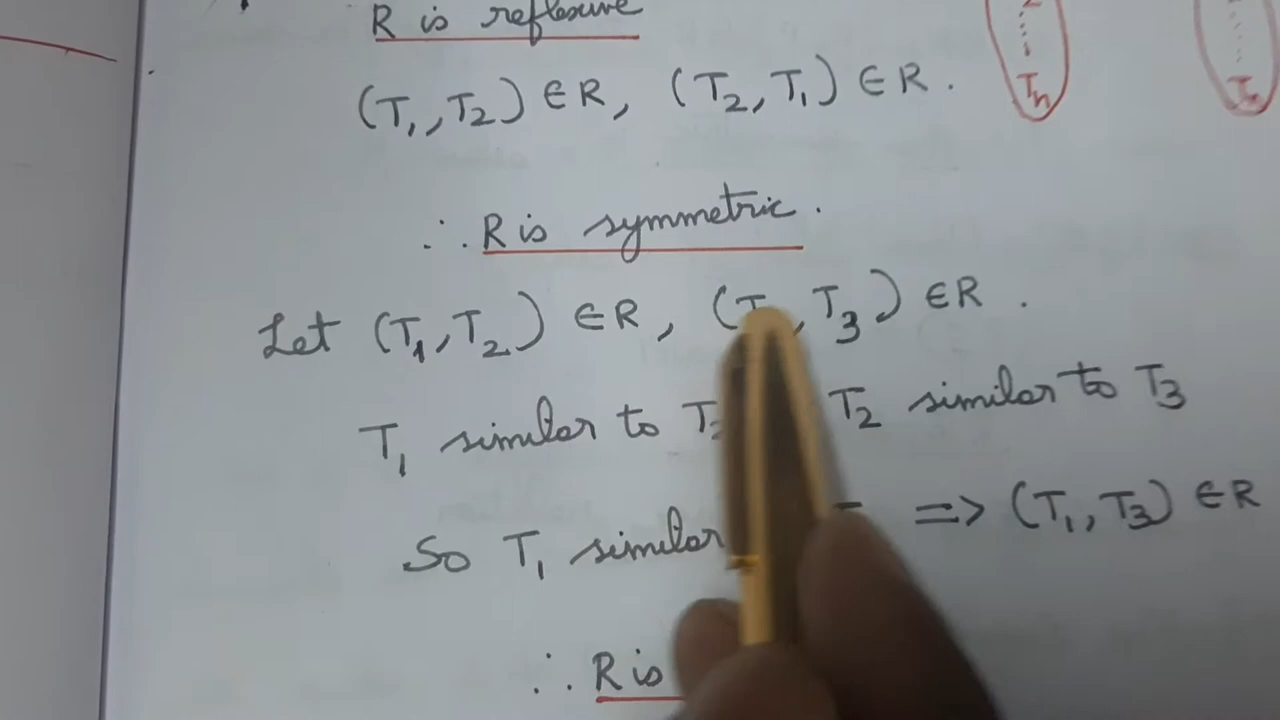 R is reflexive
(T1, T2) ∈ R, (T2, T1) ∈ R.
∴ R is symmetric.
Let (T1, T2) ∈ R, (T , T3) ∈ R.
T1 similar to T2 T2 similar to T3
So T1 similar => (T1, T3) ∈ R
∴ R is
Tn